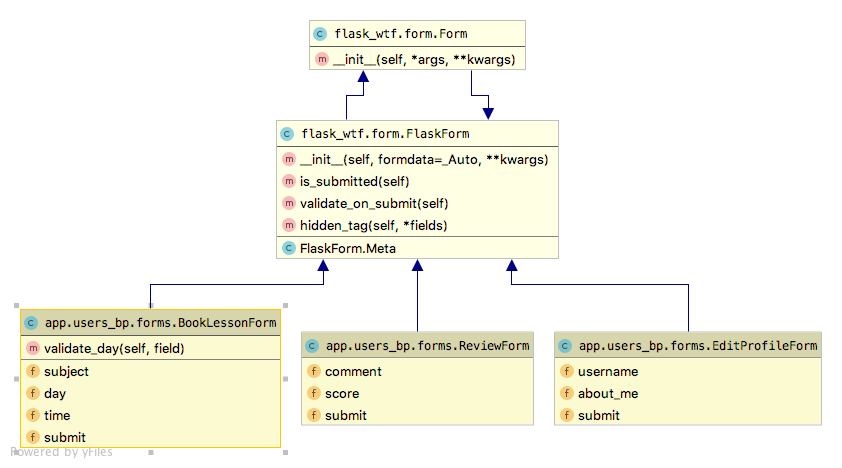 C flask_wtf.form.Form
m __init__(self, *args, **kwargs)
C flask_wtf.form.FlaskForm
m __init__(self, formdata=_Auto, **kwargs)
m is_submitted(self)
m validate_on_submit(self)
m hidden_tag(self, *fields)
C FlaskForm.Meta
C app.users_bp.forms.BookLessonForm
m validate_day(self, field)
f subject
f day
f time
f submit
C app.users_bp.forms.ReviewForm
f comment
f score
f submit
C app.users_bp.forms.EditProfileForm
f username
f about_me
f submit
Powered by yFiles